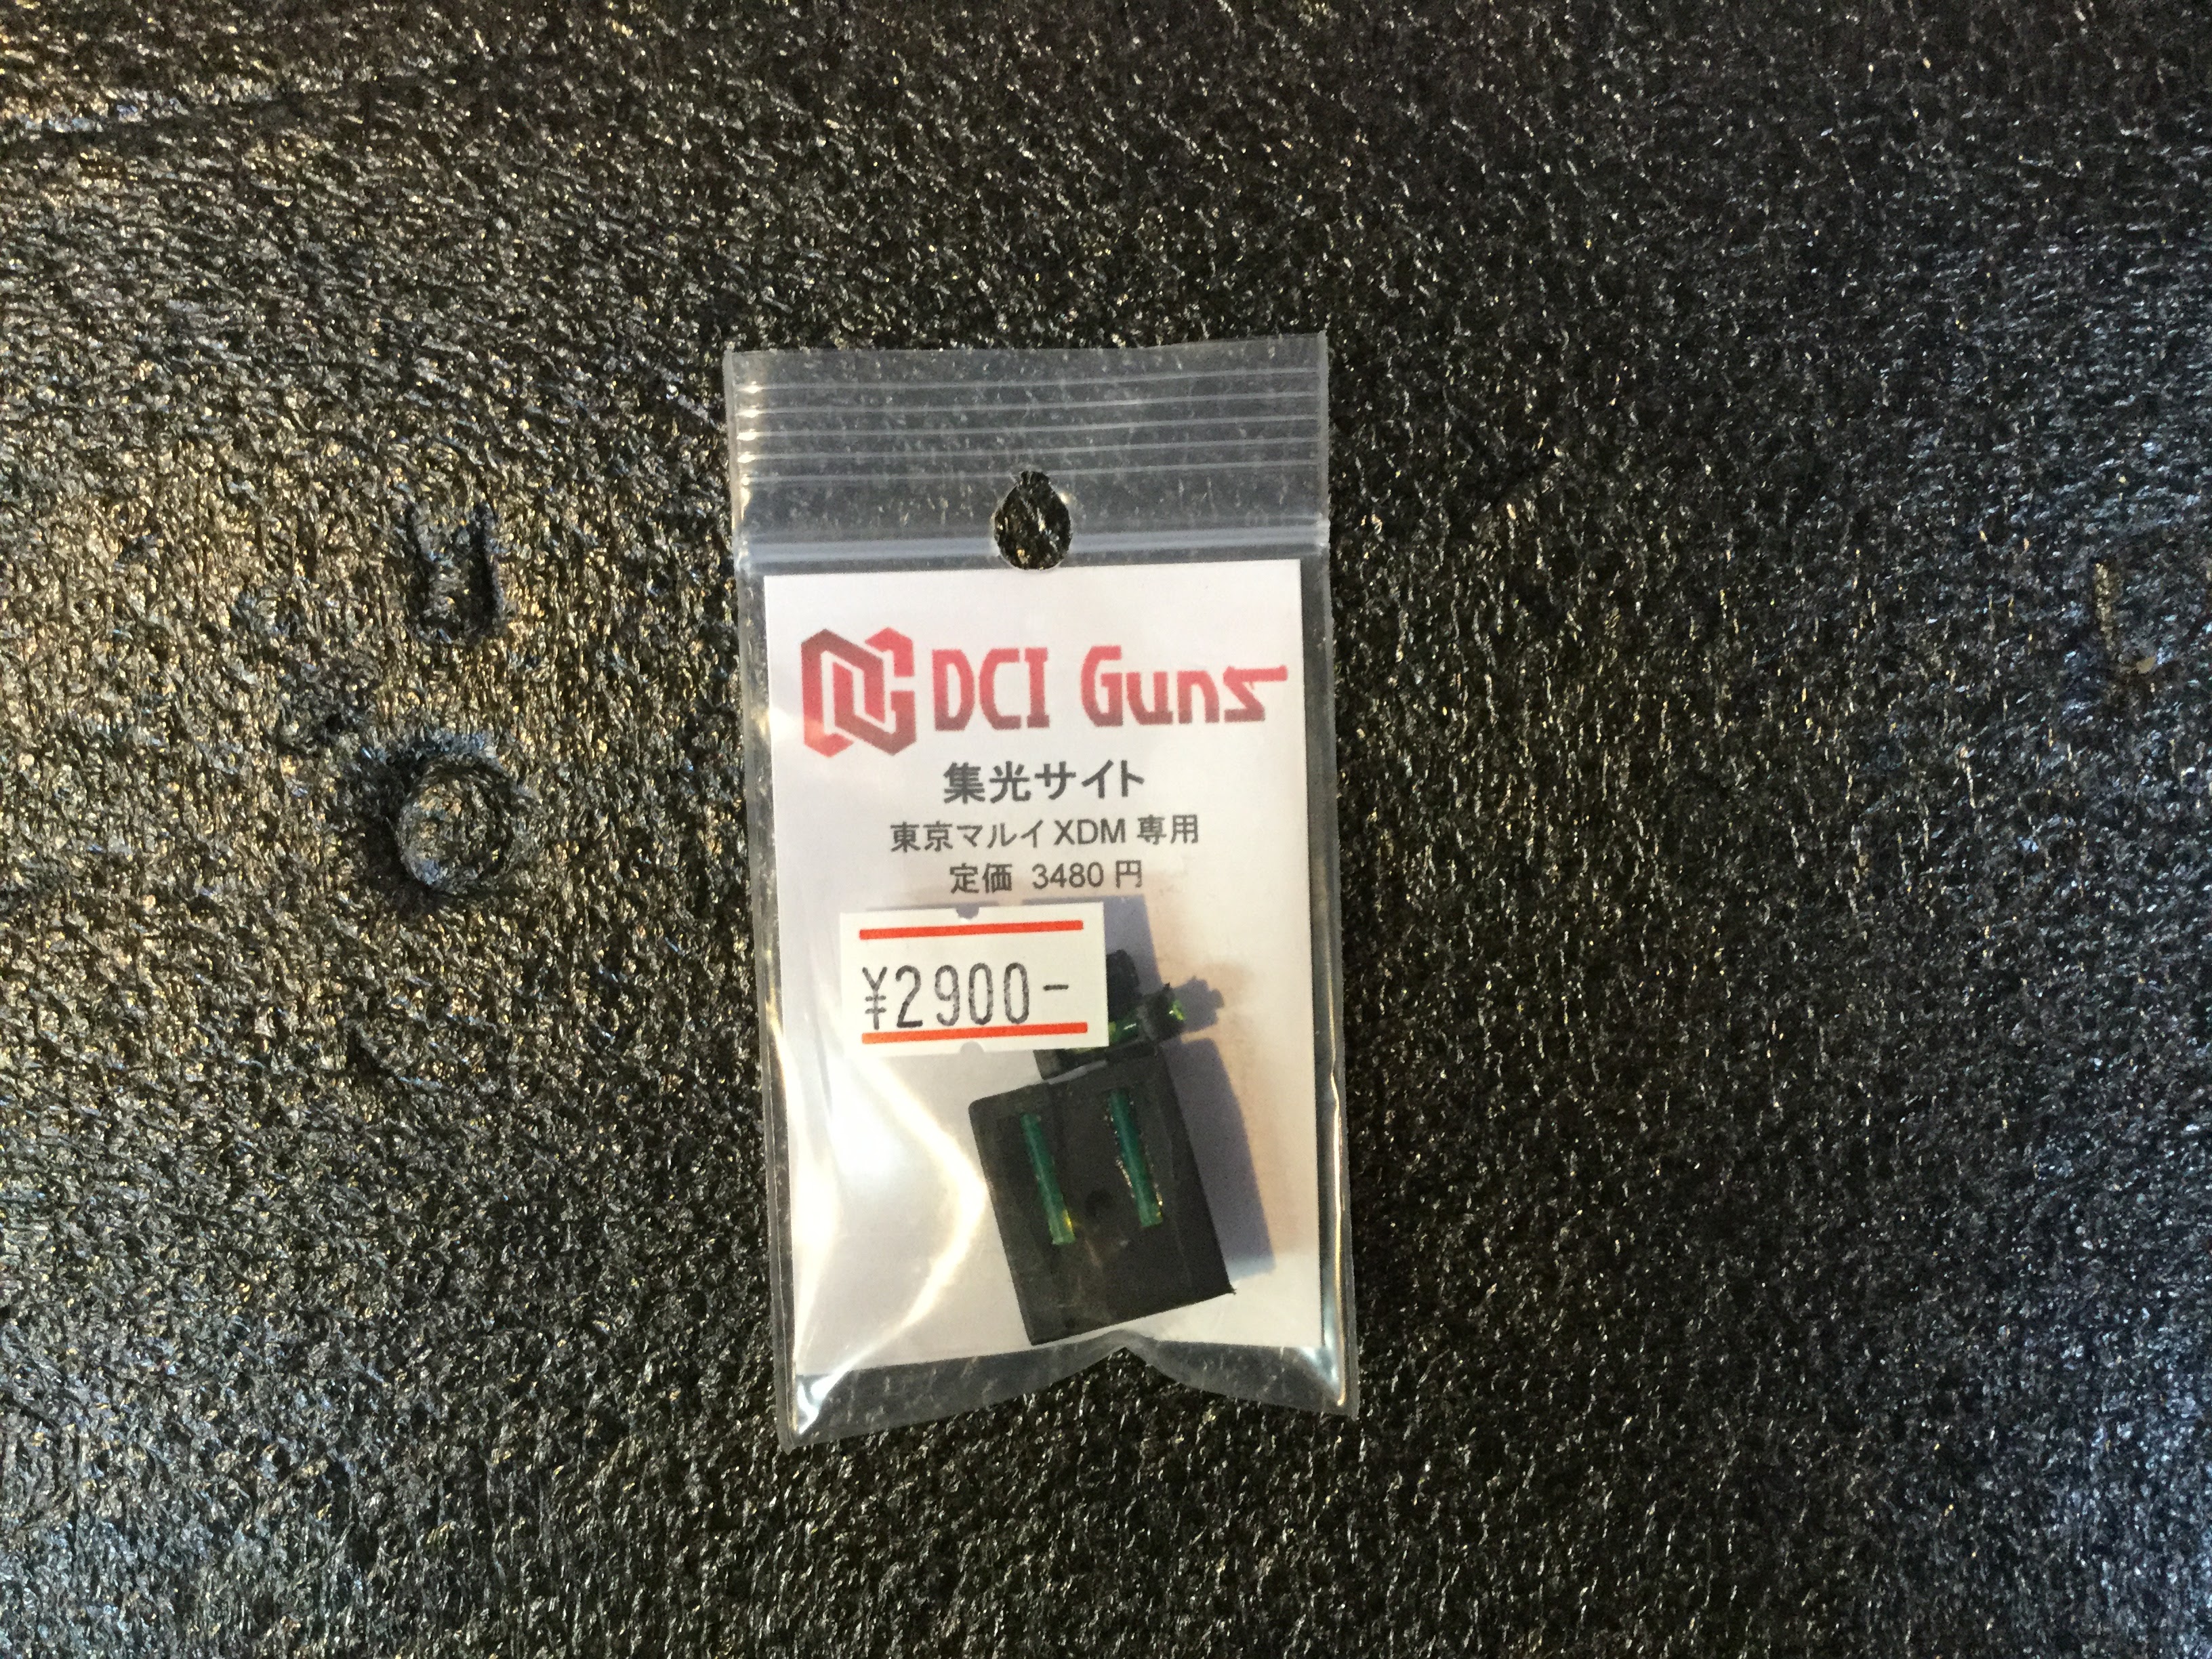 DCI Guns
集光サイト
東京マルイ XDM 専用
定価 3480 円
¥2900-